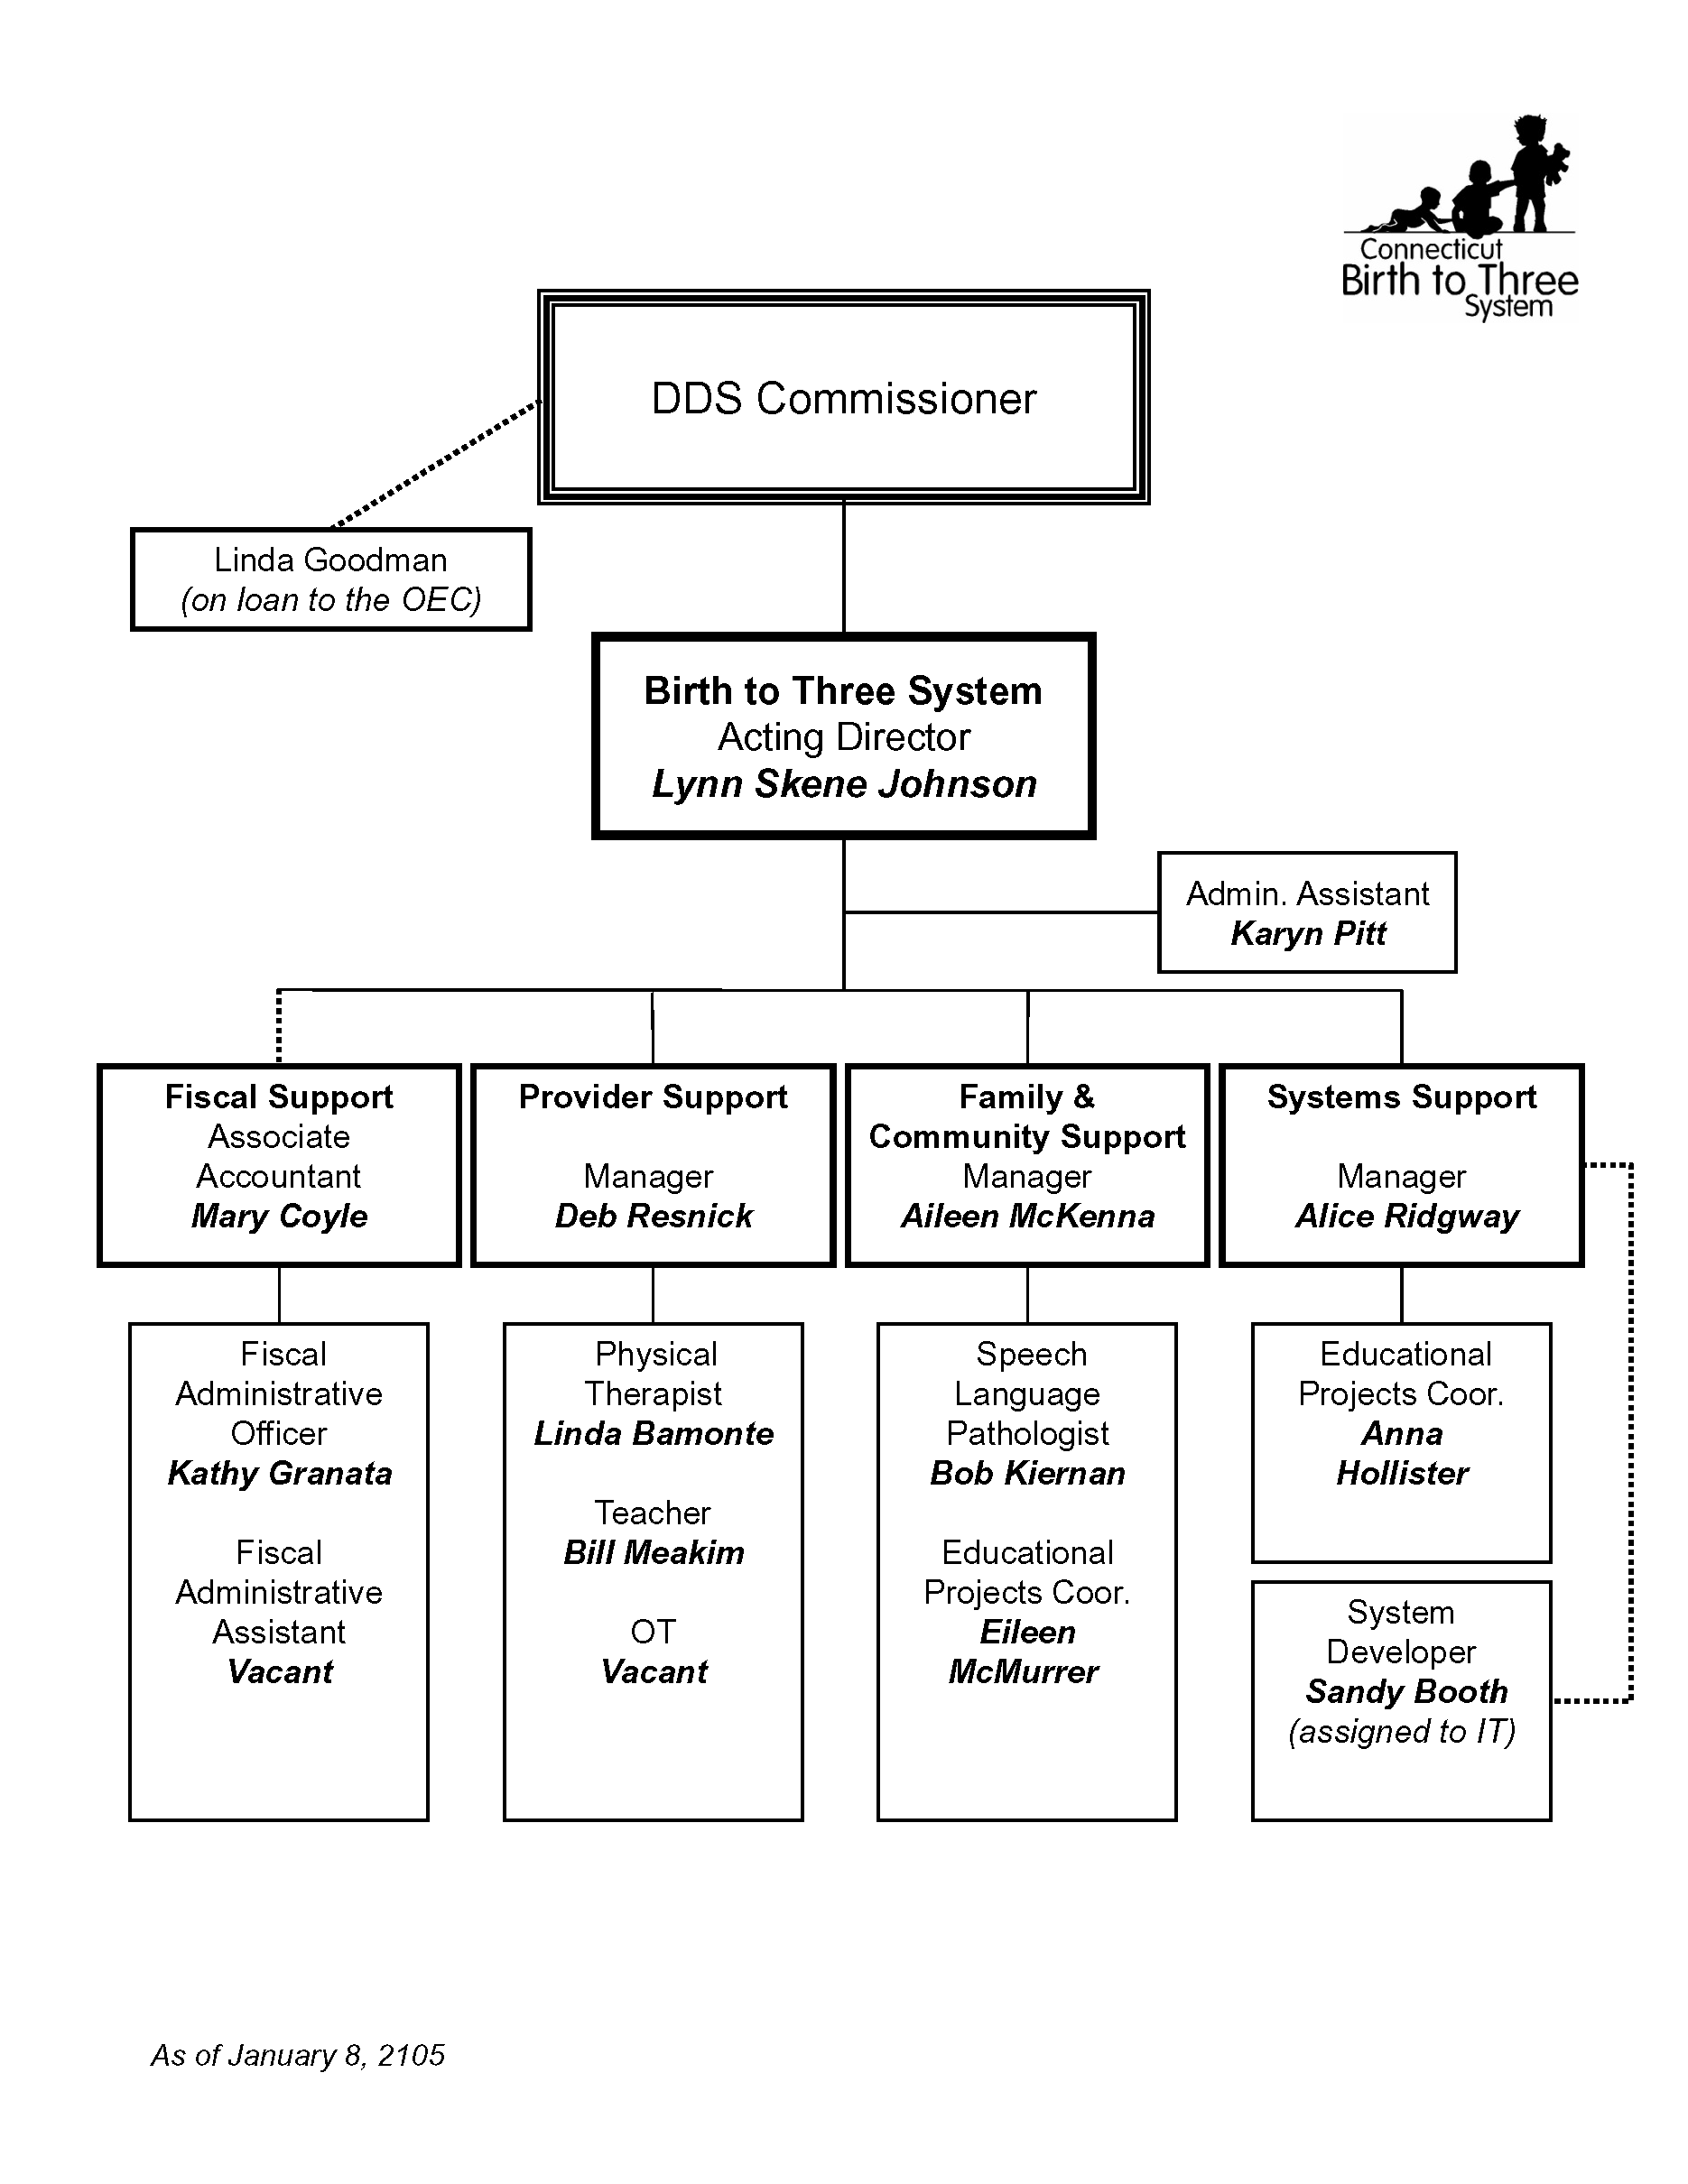 Connecticut
Birth to Three
System
DDS Commissioner
Linda Goodman
(on loan to the OEC)
Birth to Three System
Acting Director
Lynn Skene Johnson
Admin. Assistant
Karyn Pitt
Fiscal Support
Associate
Accountant
Mary Coyle
Provider Support
Manager
Deb Resnick
Family &
Community Support
Manager
Aileen McKenna
Systems Support
Manager
Alice Ridgway
Fiscal
Administrative
Officer
Kathy Granata
Fiscal
Administrative
Assistant
Vacant
Physical
Therapist
Linda Bamonte
Teacher
Bill Meakim
OT
Vacant
Speech
Language
Pathologist
Bob Kiernan
Educational
Projects Coor.
Eileen
McMurrer
Educational
Projects Coor.
Anna
Hollister
System
Developer
Sandy Booth
(assigned to IT)
As of January 8, 2105